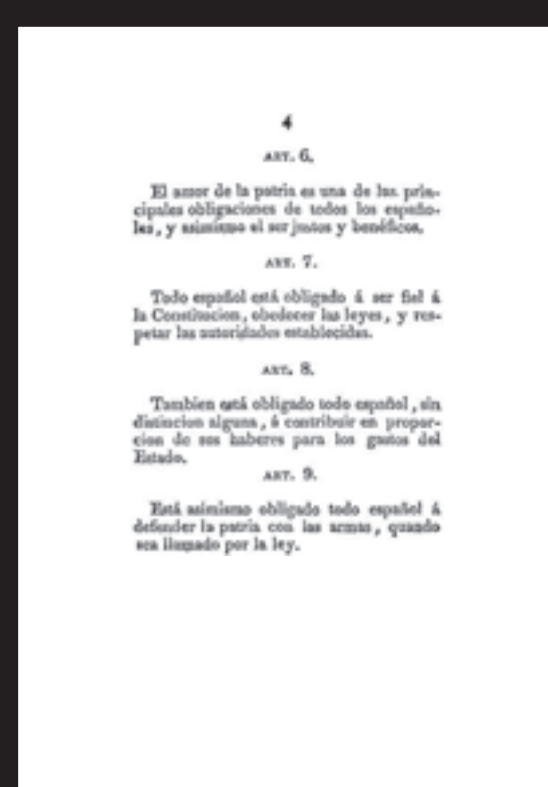 4
ART. 6.
El amor de la patria es una de las prin-
cipales obligaciones de todos los españo-
les, y asimismo el ser justos y benéficos.
ART. 7.
Todo español está obligado á ser fiel á
la Constitucion, obedecer las leyes, y res-
petar las autoridades establecidas.
ART. 8.
Tambien está obligado todo español, sin
distincion alguna, á contribuir en propor-
cion de sus haberes para los gastos del
Estado.
ART. 9.
Está asimismo obligado todo español á
defender la patria con las armas, quando
sea llamado por la ley.